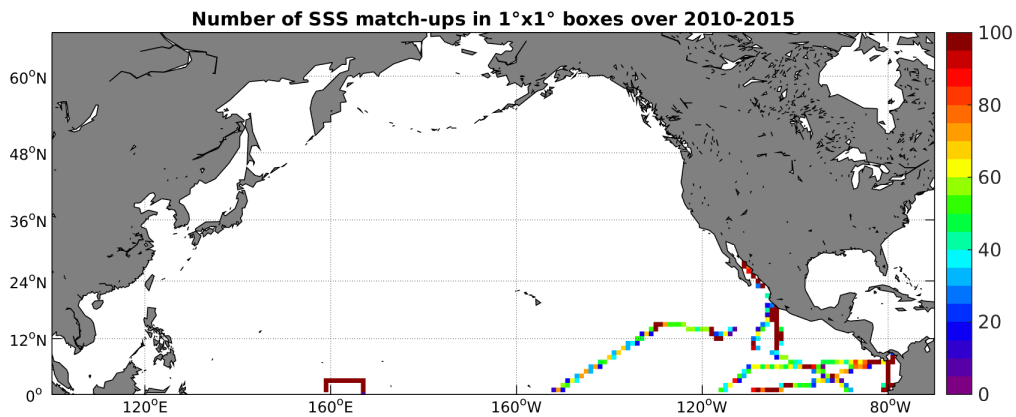 Number of SSS match-ups in 1°x1° boxes over 2010-2015
100
80
60
40
20
0
60°N
48°N
36°N
24°N
12°N
0°
120°E
160°E
160°W
120°W
80°W